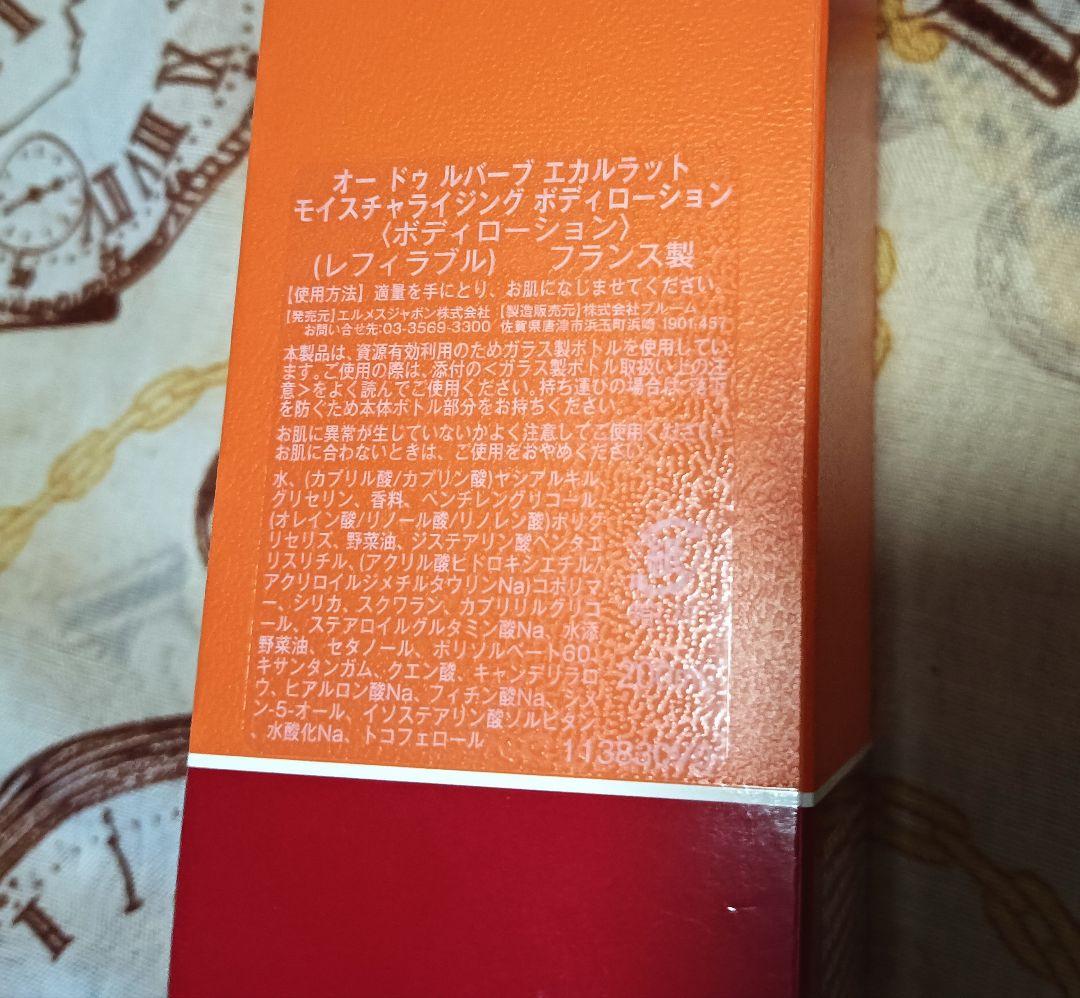 オー ドゥ ルバーブ エカルラット
モイスチャライジング ボディローション
〈ボディローション〉
(レフィラブル) フランス製
【使用方法】適量を手にとり、お肌になじませてください。
【発売元】エルメスジャポン株式会社 【製造販売元】株式会社ブルーム
お問い合せ先:03-3569-3300 佐賀県唐津市浜玉町浜崎 1901-457
本製品は、資源有効利用のためガラス製ボトルを使用してい
ます。ご使用の際は、添付の<ガラス製ボトル取扱い上の注
意>をよく読んでご使用ください。持ち運びの場合は、落下
を防ぐため本体ボトル部分をお持ちください。
お肌に異常が生じていないかよく注意してご使用ください。
お肌に合わないときは、ご使用をおやめください。
水、(カプリル酸/カプリン酸)ヤシアルキル、
グリセリン、香料、ペンチレングリコール、
(オレイン酸/リノール酸/リノレン酸)ポリグ
リセリズ、野菜油、ジステアリン酸ペンタエ
リスリチル、(アクリル酸ヒドロキシエチル/
アクリロイルジメチルタウリンNa)コポリマ
ー、シリカ、スクワラン、カプリリルグリコ
ール、ステアロイルグルタミン酸Na、水添
野菜油、セタノール、ポリソルベート60、
キサンタンガム、クエン酸、キャンデリラロ
ウ、ヒアルロン酸Na、フィチン酸Na、シメ
ン-5-オール、イソステアリン酸ソルビタン
、水酸化Na、トコフェロール